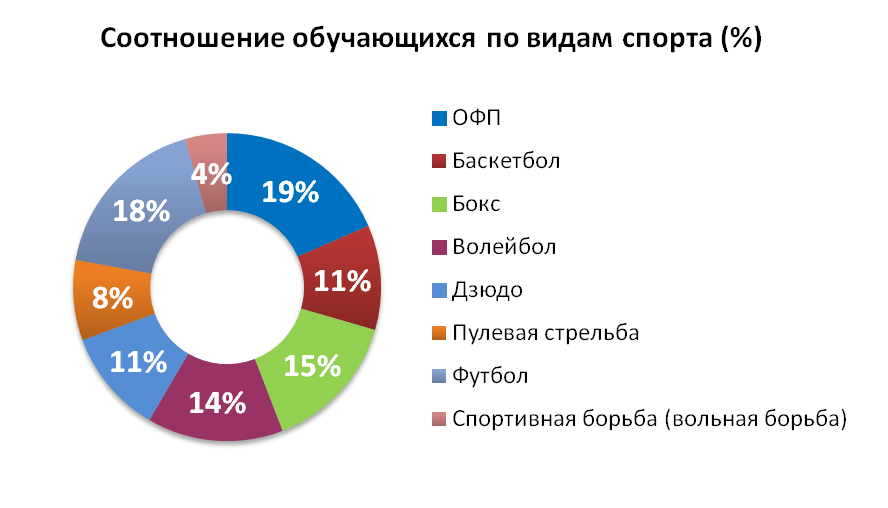 Соотношение обучающихся по видам спорта (%)
4%
19%
18%
11%
8%
11%
15%
14%
ОФП
Баскетбол
Бокс
Волейбол
Дзюдо
Пулевая стрельба
Футбол
Спортивная борьба (вольная борьба)